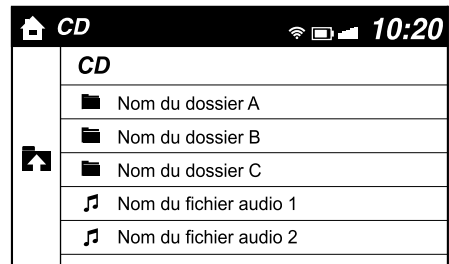 CD 10:20
CD
Nom du dossier A
Nom du dossier B
Nom du dossier C
Nom du fichier audio 1
Nom du fichier audio 2